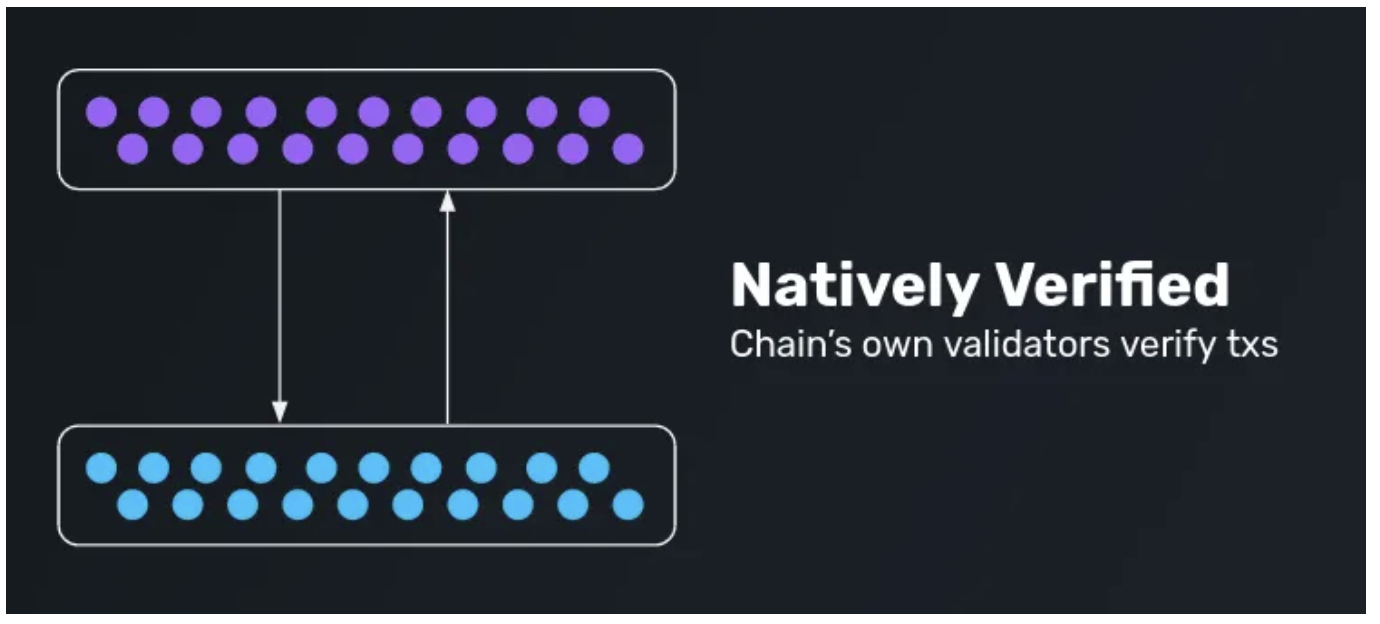 Natively Verified
Chain’s own validators verify txs